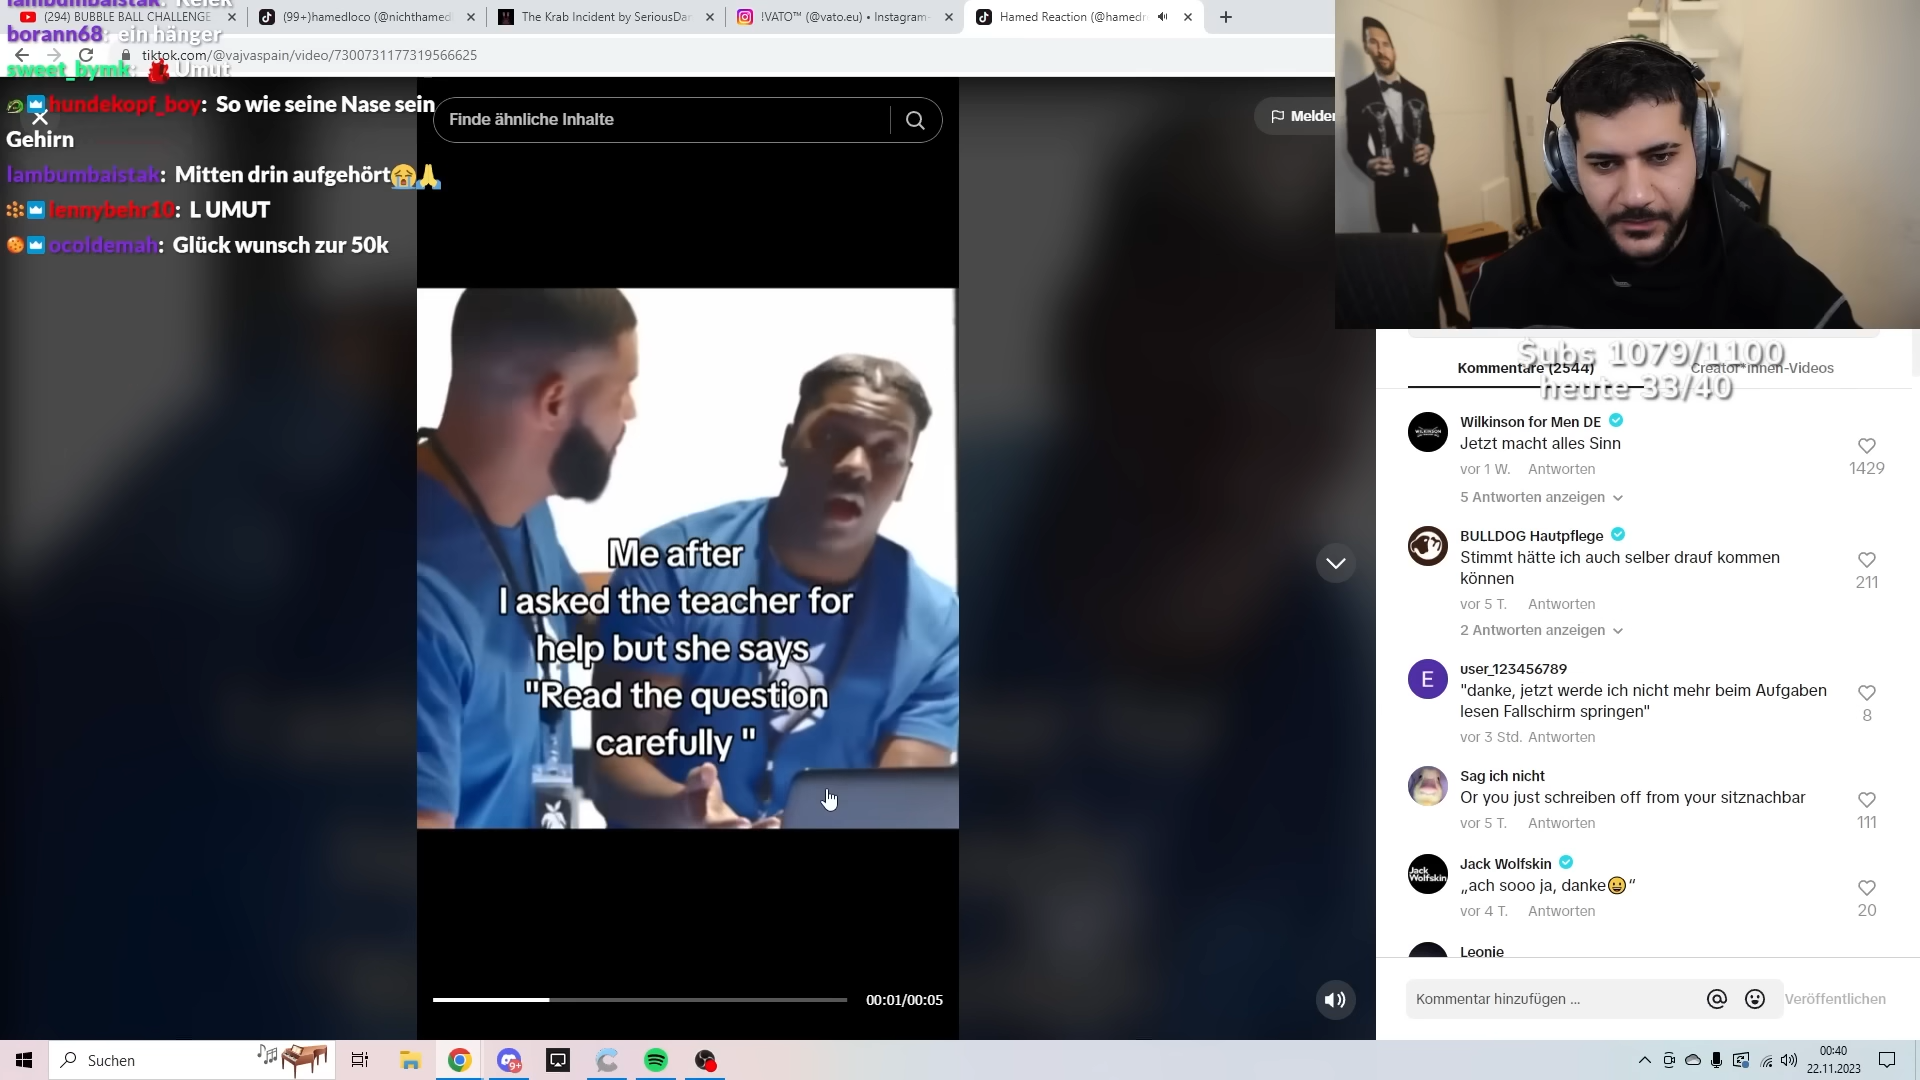 (294) BUBBLE BALL CHALLENGE
(99+)hamedloco (@nichthamedl
The Krab Incident by SeriousDar
!VATO™ (@vato.eu) • Instagram-
Hamed Reaction (@hamedr
tiktok.com/@vajvaspain/video/7300731177319566625
borann68: ein hänger
sweet_bymk: Umut
hundekopf_boy: So wie seine Nase sein
Gehirn
lambumbaistak: Mitten drin aufgehört😭🙏
lennybehr10: L UMUT
ocoldemah: Glück wunsch zur 50k
Finde ähnliche Inhalte
Melden
Me after
I asked the teacher for
help but she says
"Read the question
carefully "
00:01/00:05
$ubs 1079/1100
heute 33/40
Kommentare (2544)
Creator*innen-Videos
Wilkinson for Men DE
Jetzt macht alles Sinn
vor 1 W. Antworten
1429
5 Antworten anzeigen
BULLDOG Hautpflege
Stimmt hätte ich auch selber drauf kommen
können
211
vor 5 T. Antworten
2 Antworten anzeigen
E
user_123456789
"danke, jetzt werde ich nicht mehr beim Aufgaben
lesen Fallschirm springen"
8
vor 3 Std. Antworten
Sag ich nicht
Or you just schreiben off from your sitznachbar
vor 5 T. Antworten
111
Jack Wolfskin
Jack Wolfskin
„ach sooo ja, danke😀“
vor 4 T. Antworten
20
Leonie
Kommentar hinzufügen ...
Veröffentlichen
Suchen
9+
00:40
22.11.2023